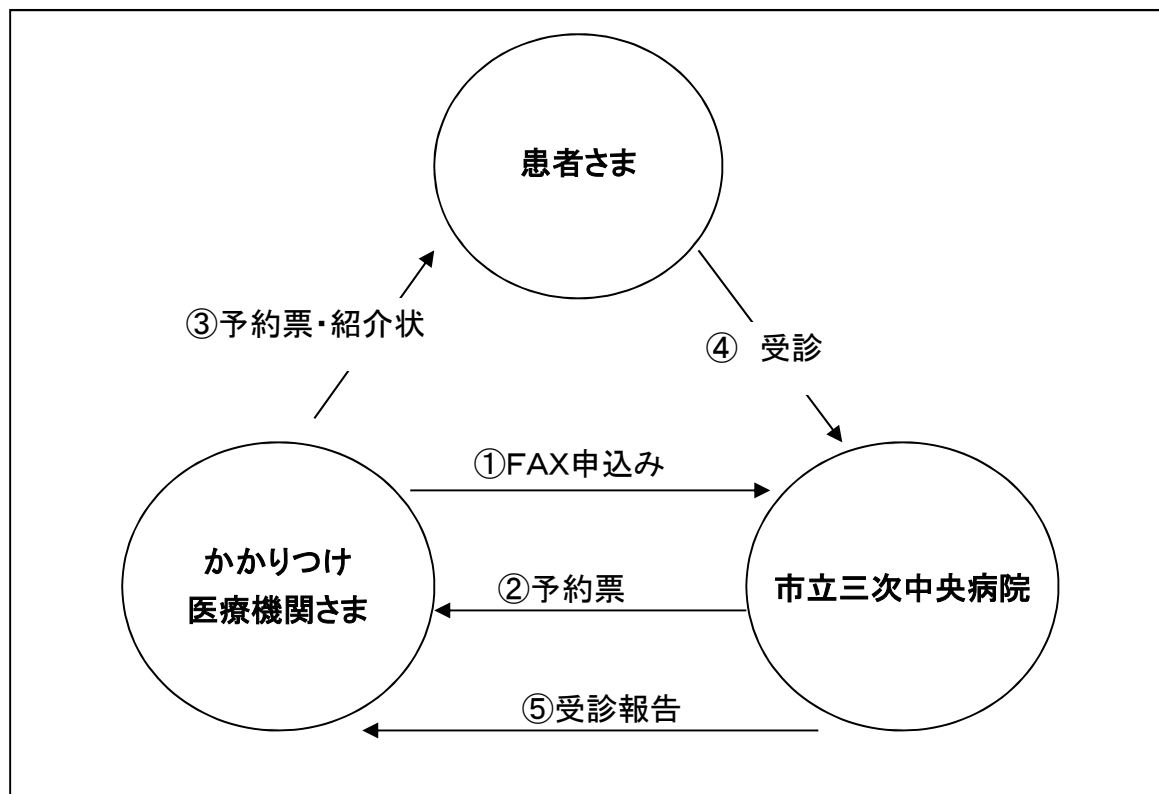 患者さま
③予約票・紹介状
④　受診
①FAX申込み
かかりつけ
医療機関さま
市立三次中央病院
②予約票
⑤受診報告